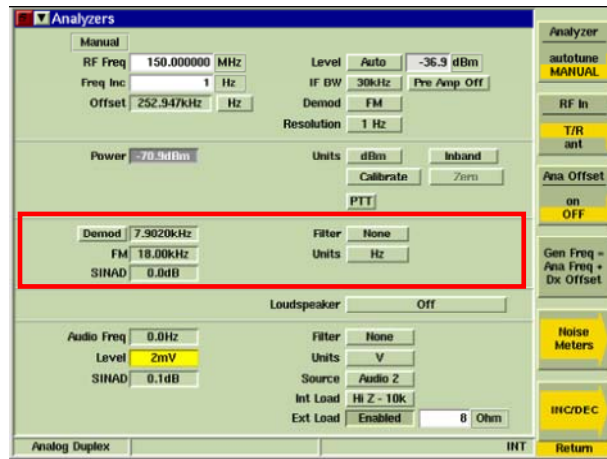 Analyzers
Manual
RF Freq 150.000000 MHz Level Auto -36.9 dBm
Freq Inc 1 Hz IF BW 30kHz Pre Amp Off
Offset 252.947kHz Hz Demod FM
Resolution 1 Hz
Power -70.9dBm Units dBm Inband
Calibrate Zero
PTT
Demod 7.9020kHz Filter None
FM 18.00kHz Units Hz
SINAD 0.0dB
Loudspeaker Off
Audio Freq 0.0Hz Filter None
Level 2mV Units V
SINAD 0.1dB Source Audio 2
Int Load Hi Z - 10k
Ext Load Enabled 8 Ohm
Analog Duplex INT
Analyzer
autotune
MANUAL
RF In
T/R
ant
Ana Offset
on
OFF
Gen Freq =
Ana Freq +
Dx Offset
Noise
Meters
INC/DEC
Return